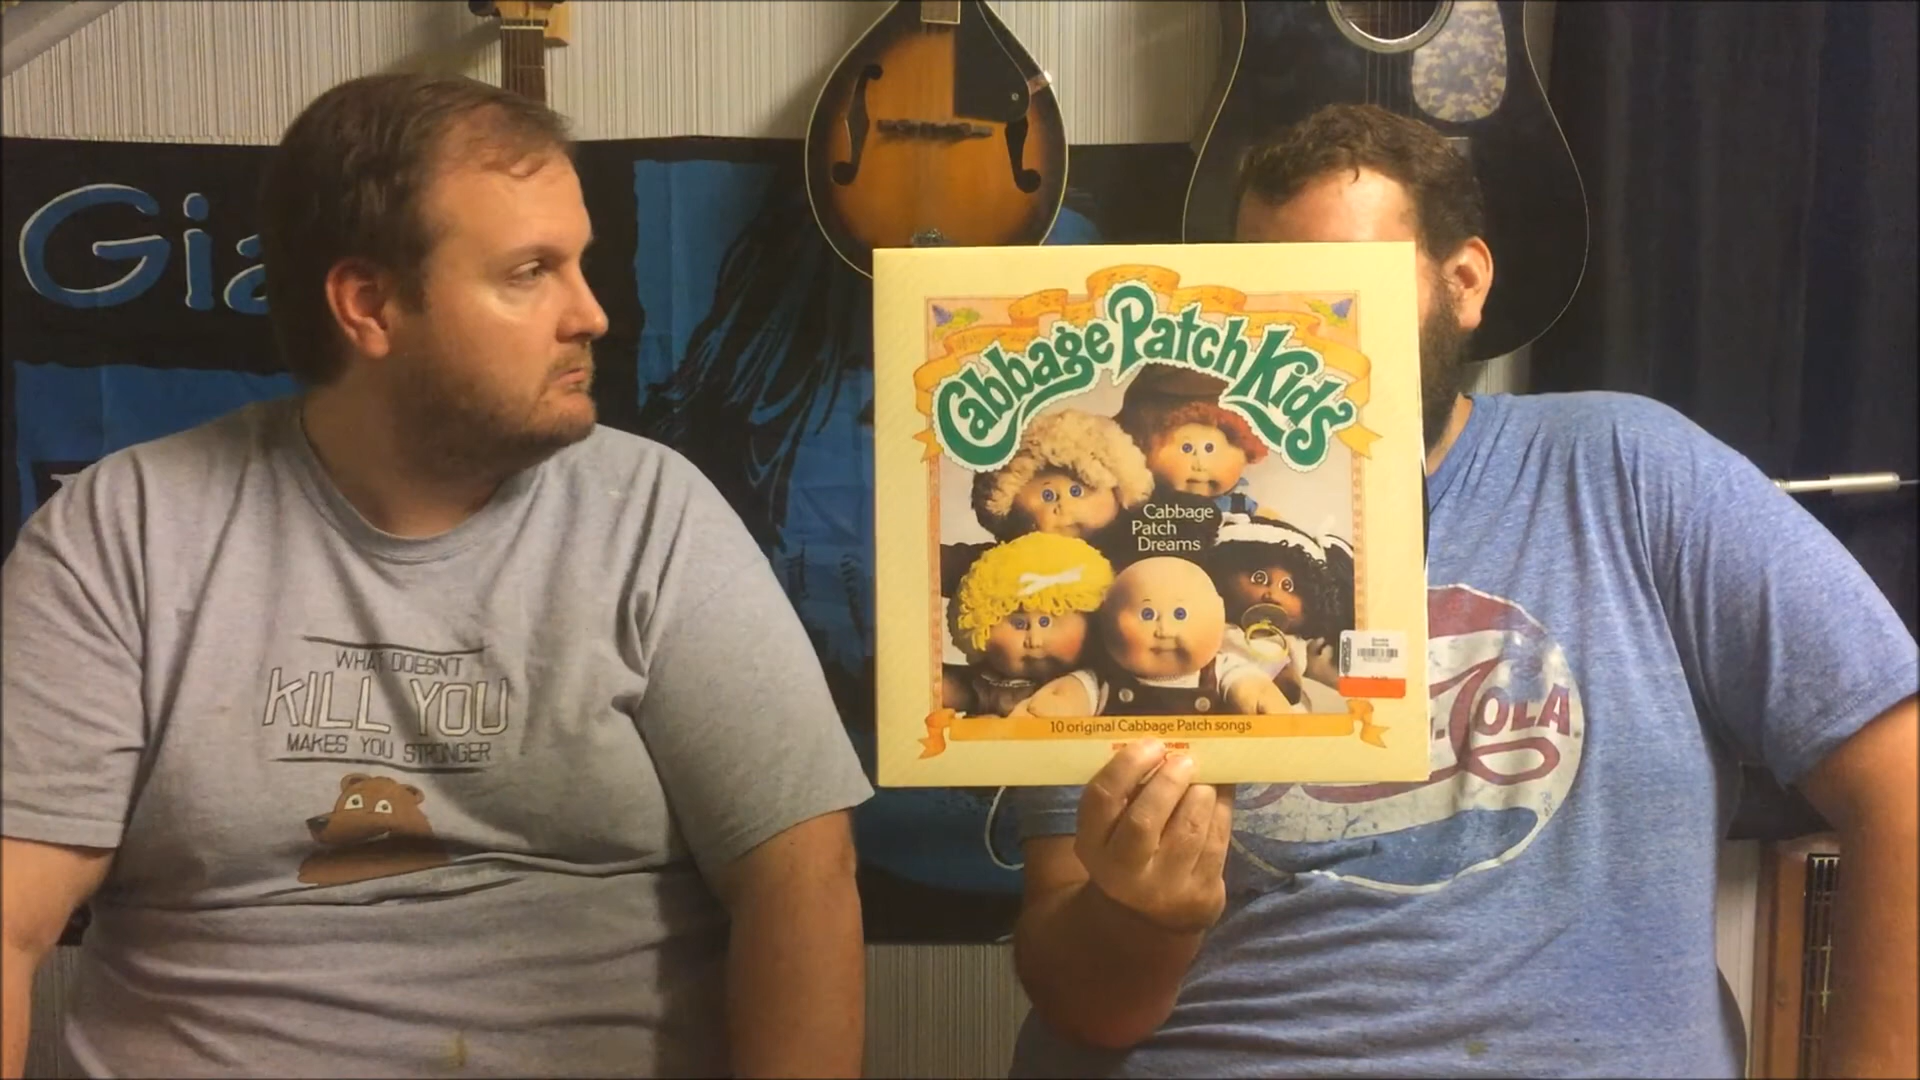 Gia
Cabbage Patch Kids
Cabbage
Patch
Dreams
10 original Cabbage Patch songs
WHAT DOESN'T
KILL YOU
MAKES YOU STRONGER
OLA